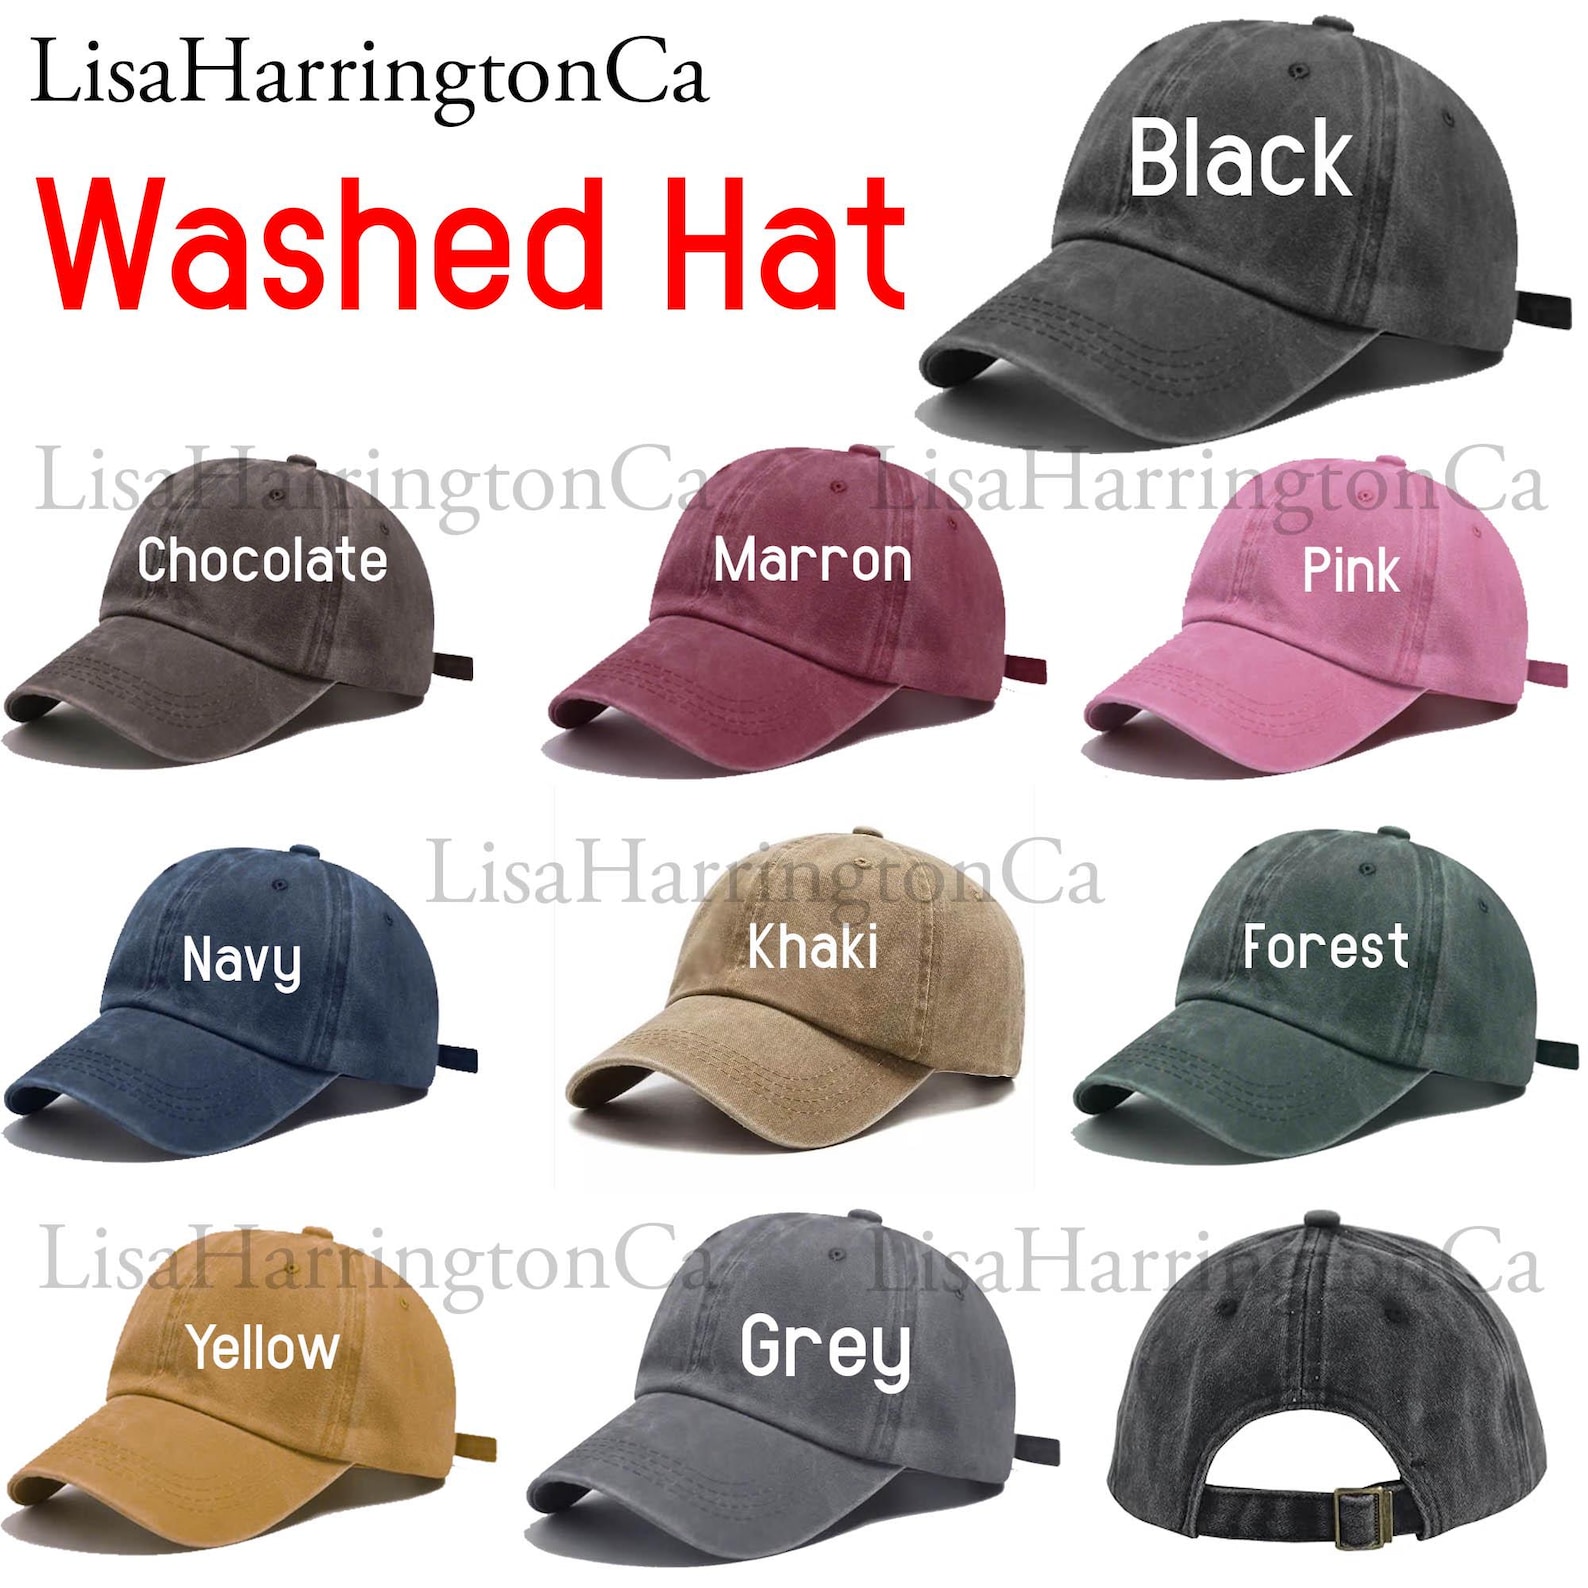 LisaHarringtonCa
Washed Hat
Black
LisaHarringtonCa
LisaHarringtonCa
Chocolate
Marron
Pink
LisaHarringtonCa
Navy
Khaki
Forest
LisaHarringtonCa
LisaHarringtonCa
Yellow
Grey